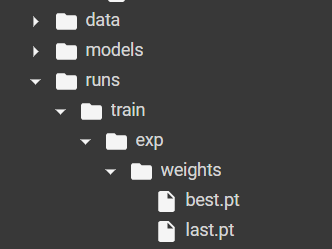 data
models
runs
train
exp
weights
best.pt
last.pt